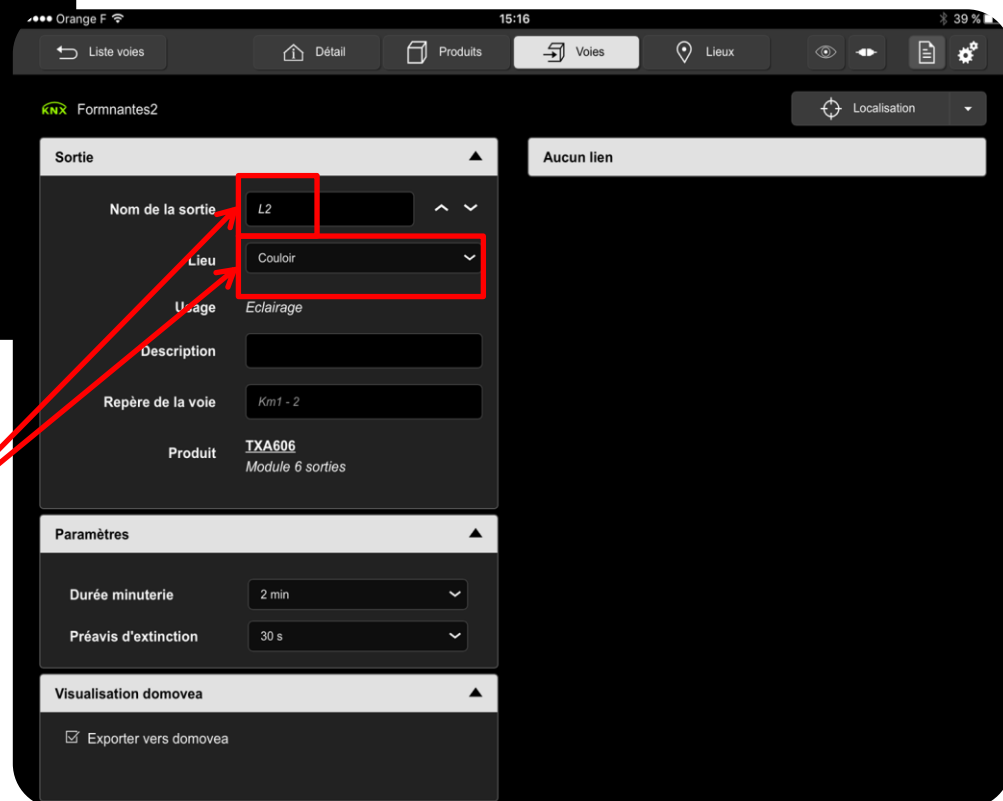 Orange F 15:16 39 %
Liste voies Détail Produits Voies Lieux
KNX Formnantes2 Localisation
Sortie Aucun lien
Nom de la sortie L2
Lieu Couloir
Usage Eclairage
Description
Repère de la voie Km1 - 2
Produit TXA606
Module 6 sorties
Paramètres
Durée minuterie 2 min
Préavis d'extinction 30 s
Visualisation domovea
Exporter vers domovea